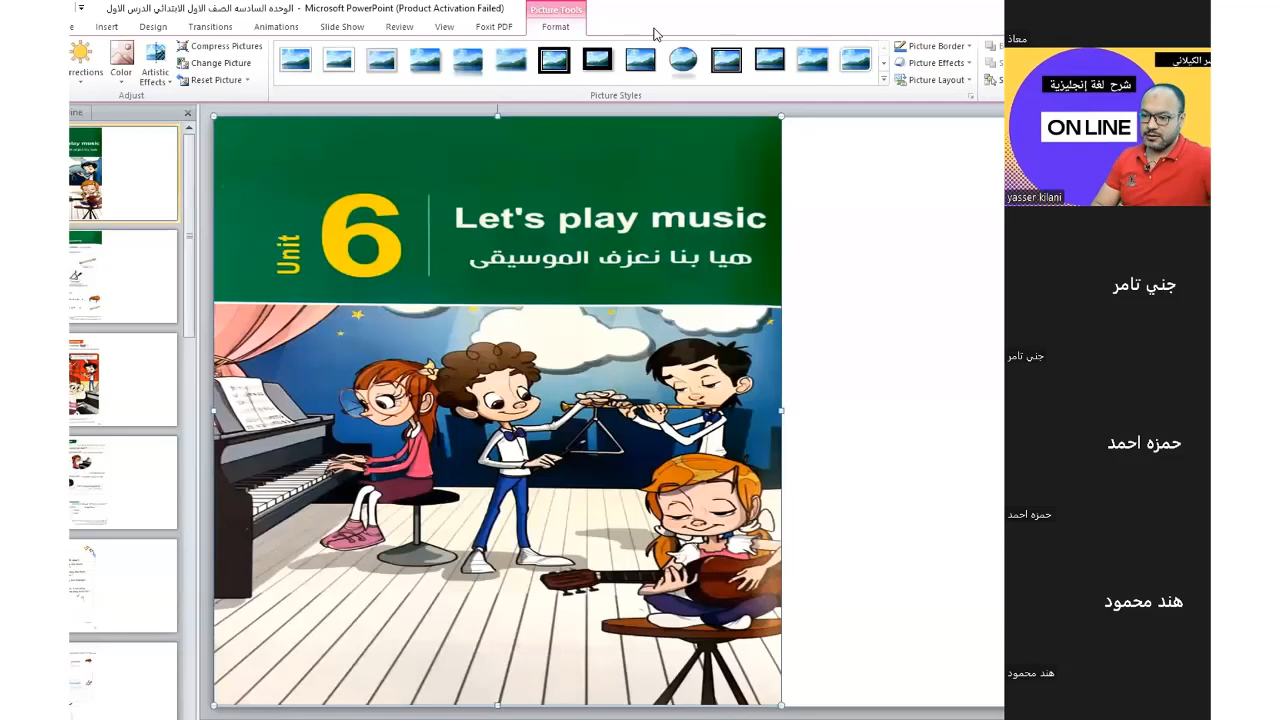 الوحده السادسه الصف الاول الابتدائي الدرس الاول - Microsoft PowerPoint (Product Activation Failed)
Picture Tools
Design Transitions Animations Slide Show Review View Foxit PDF Format
Compress Pictures
Change Picture
Reset Picture
Color
Artistic
Effects
Adjust
Picture Styles
Picture Border
Picture Effects
Picture Layout
Unit
6
Let's play music
هيا بنا نعزف الموسيقى
معاذ
شرح لغة إنجليزية
ON LINE
yasser kilani
جني تامر
جني تامر
حمزه احمد
حمزه احمد
هند محمود
هند محمود